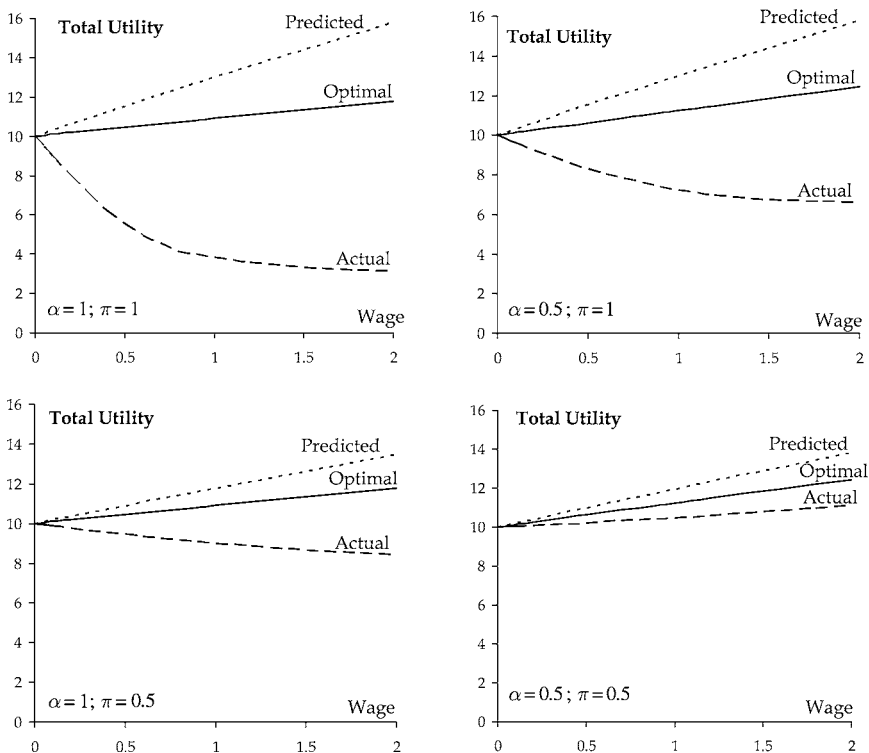 Total Utility
Predicted
Optimal
Actual
α = 1; π = 1
Wage
16
14
12
10
8
6
4
2
0
0
0.5
1
1.5
2
Total Utility
Predicted
Optimal
Actual
α = 0.5; π = 1
Wage
16
14
12
10
8
6
4
2
0
0
0.5
1
1.5
2
Total Utility
Predicted
Optimal
Actual
α = 1; π = 0.5
Wage
16
14
12
10
8
6
4
2
0
0
0.5
1
1.5
2
Total Utility
Predicted
Optimal
Actual
α = 0.5; π = 0.5
Wage
16
14
12
10
8
6
4
2
0
0
0.5
1
1.5
2